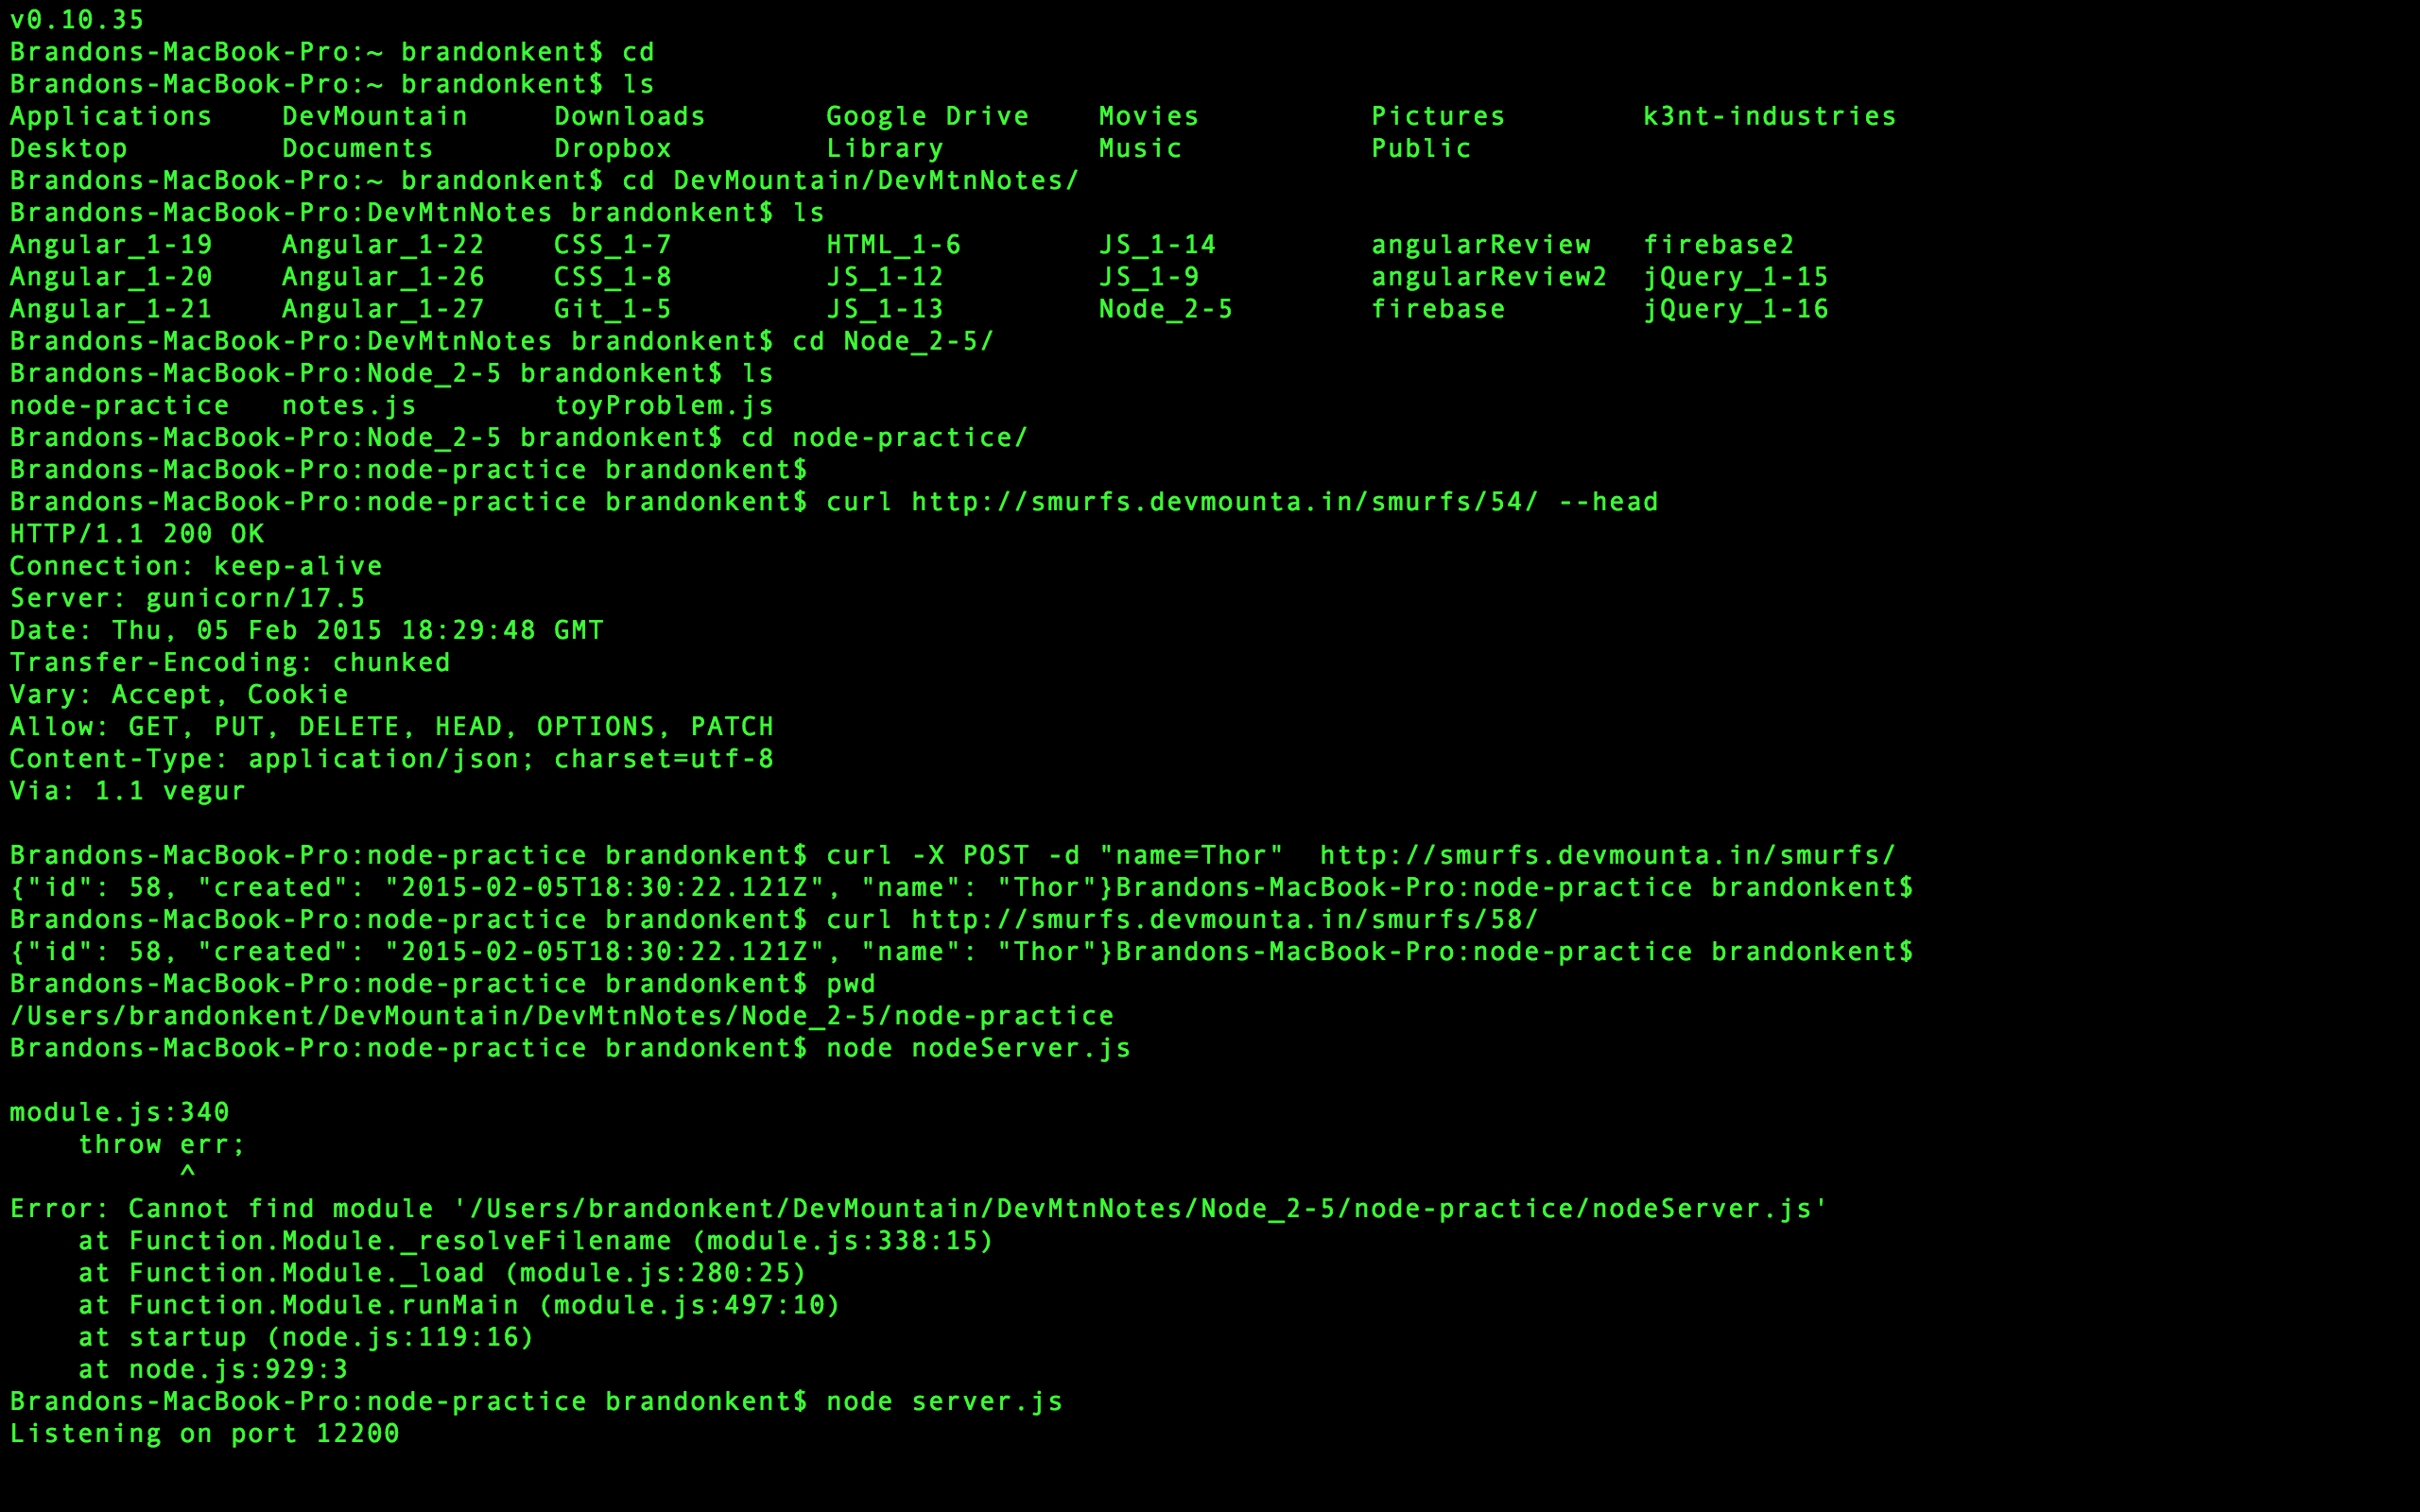 v0.10.35
Brandons-MacBook-Pro:~ brandonkent$ cd
Brandons-MacBook-Pro:~ brandonkent$ ls
Applications    DevMountain     Downloads       Google Drive    Movies          Pictures        k3nt-industries
Desktop         Documents       Dropbox         Library         Music           Public
Brandons-MacBook-Pro:~ brandonkent$ cd DevMountain/DevMtnNotes/
Brandons-MacBook-Pro:DevMtnNotes brandonkent$ ls
Angular_1-19    Angular_1-22    CSS_1-7         HTML_1-6        JS_1-14         angularReview   firebase2
Angular_1-20    Angular_1-26    CSS_1-8         JS_1-12         JS_1-9          angularReview2  jQuery_1-15
Angular_1-21    Angular_1-27    Git_1-5         JS_1-13         Node_2-5        firebase        jQuery_1-16
Brandons-MacBook-Pro:DevMtnNotes brandonkent$ cd Node_2-5/
Brandons-MacBook-Pro:Node_2-5 brandonkent$ ls
node-practice   notes.js        toyProblem.js
Brandons-MacBook-Pro:Node_2-5 brandonkent$ cd node-practice/
Brandons-MacBook-Pro:node-practice brandonkent$
Brandons-MacBook-Pro:node-practice brandonkent$ curl http://smurfs.devmounta.in/smurfs/54/ --head
HTTP/1.1 200 OK
Connection: keep-alive
Server: gunicorn/17.5
Date: Thu, 05 Feb 2015 18:29:48 GMT
Transfer-Encoding: chunked
Vary: Accept, Cookie
Allow: GET, PUT, DELETE, HEAD, OPTIONS, PATCH
Content-Type: application/json; charset=utf-8
Via: 1.1 vegur

Brandons-MacBook-Pro:node-practice brandonkent$ curl -X POST -d "name=Thor"  http://smurfs.devmounta.in/smurfs/
{"id": 58, "created": "2015-02-05T18:30:22.121Z", "name": "Thor"}Brandons-MacBook-Pro:node-practice brandonkent$
Brandons-MacBook-Pro:node-practice brandonkent$ curl http://smurfs.devmounta.in/smurfs/58/
{"id": 58, "created": "2015-02-05T18:30:22.121Z", "name": "Thor"}Brandons-MacBook-Pro:node-practice brandonkent$
Brandons-MacBook-Pro:node-practice brandonkent$ pwd
/Users/brandonkent/DevMountain/DevMtnNotes/Node_2-5/node-practice
Brandons-MacBook-Pro:node-practice brandonkent$ node nodeServer.js

module.js:340
    throw err;
          ^
Error: Cannot find module '/Users/brandonkent/DevMountain/DevMtnNotes/Node_2-5/node-practice/nodeServer.js'
    at Function.Module._resolveFilename (module.js:338:15)
    at Function.Module._load (module.js:280:25)
    at Function.Module.runMain (module.js:497:10)
    at startup (node.js:119:16)
    at node.js:929:3
Brandons-MacBook-Pro:node-practice brandonkent$ node server.js
Listening on port 12200